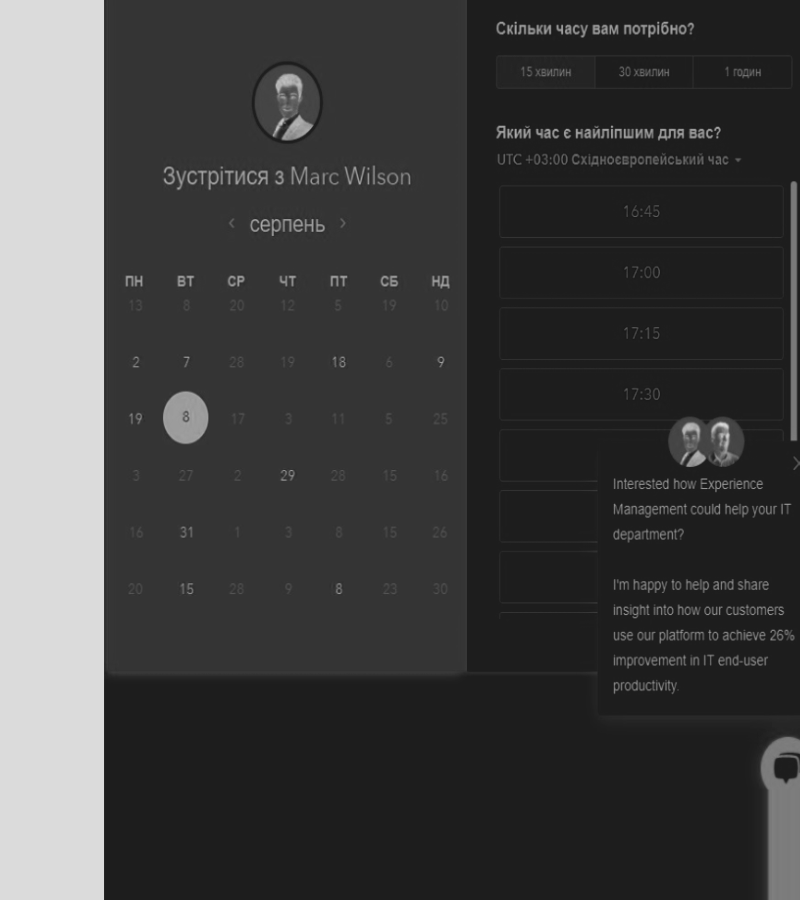 Зустрітися з Marc Wilson
серпень
ПН ВТ СР ЧТ ПТ СБ НД
13 8 20 12 5 19 10
2 7 28 19 18 6 9
19 8 17 3 11 5 25
3 27 2 29 28 15 16
16 31 1 3 8 15 26
20 15 28 9 8 23 30
Скільки часу вам потрібно?
15 хвилин 30 хвилин 1 годин
Який час є найліпшим для вас?
UTC +03:00 Східноєвропейський час
16:45
17:00
17:15
17:30
Interested how Experience
Management could help your IT
department?
I'm happy to help and share
insight into how our customers
use our platform to achieve 26%
improvement in IT end-user
productivity.